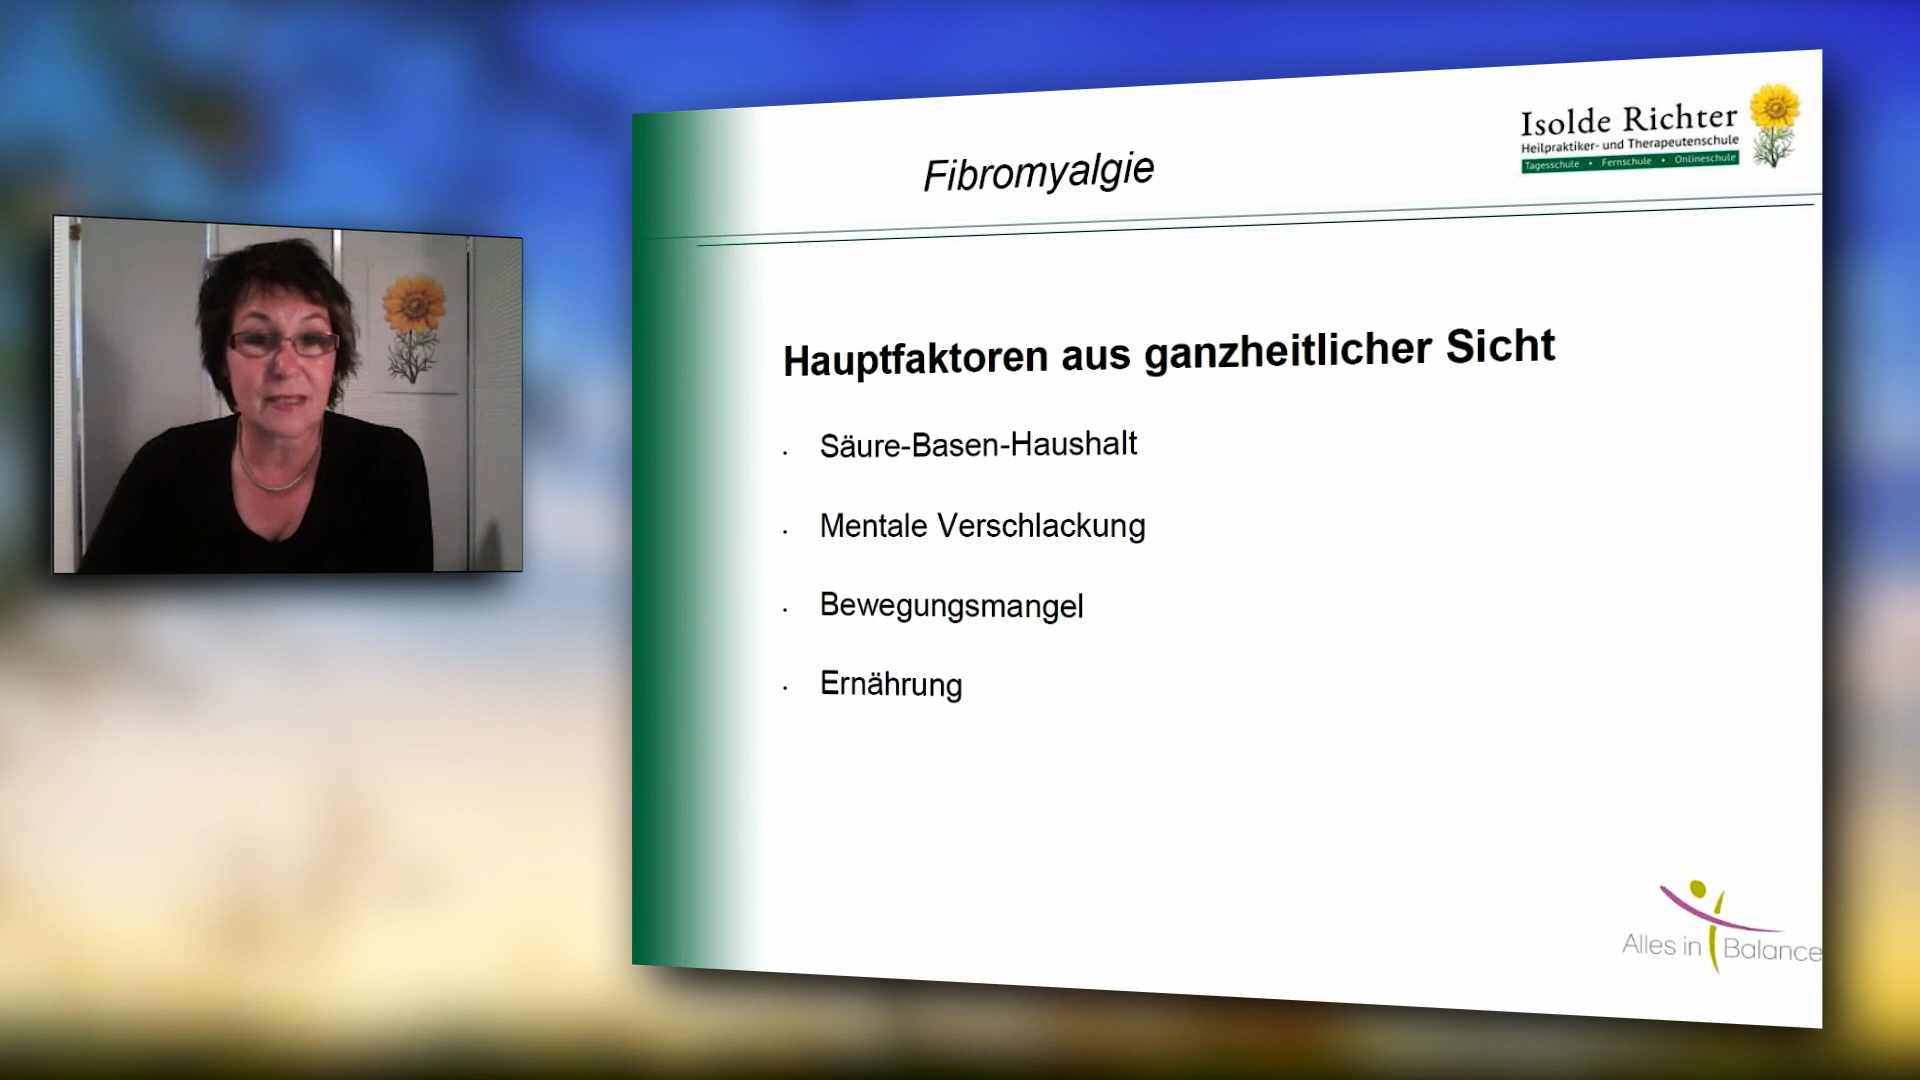 Fibromyalgie
Isolde Richter
Heilpraktiker- und Therapeutenschule
Tagesschule • Fernschule • Onlineschule
Hauptfaktoren aus ganzheitlicher Sicht
· Säure-Basen-Haushalt
· Mentale Verschlackung
· Bewegungsmangel
· Ernährung
Alles in Balance